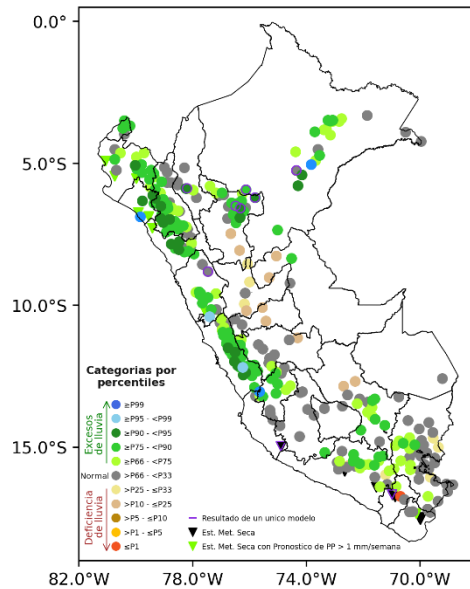 0.0°
5.0°S
10.0°S
15.0°S
Categorias por
percentiles
Excesos
de lluvia
Normal
Deficiencia
de lluvia
≥P99
≥P95 - <P99
≥P90 - <P95
≥P75 - <P90
≥P66 - <P75
>P66 - <P33
>P25 - ≤P33
>P10 - ≤P25
>P5 - ≤P10
>P1 - ≤P5
≤P1
Resultado de un unico modelo
Est. Met. Seca
Est. Met. Seca con Pronostico de PP > 1 mm/semana
82.0°W
78.0°W
74.0°W
70.0°W